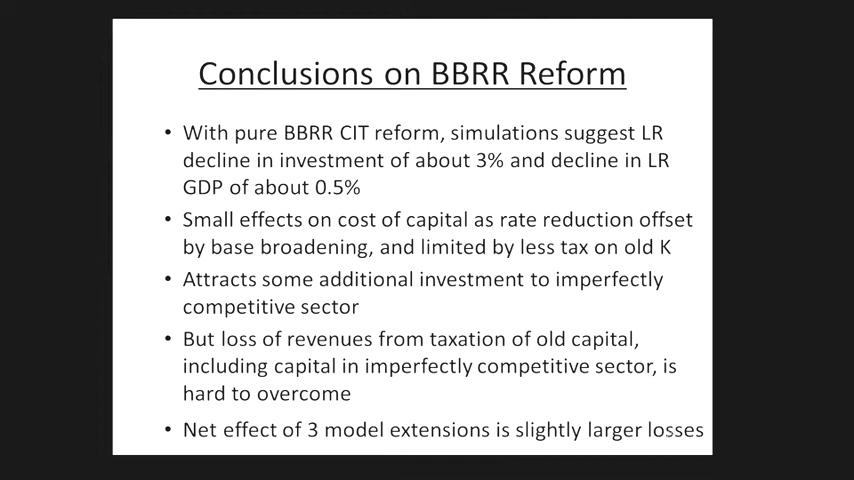 Conclusions on BBRR Reform
• With pure BBRR CIT reform, simulations suggest LR
decline in investment of about 3% and decline in LR
GDP of about 0.5%
• Small effects on cost of capital as rate reduction offset
by base broadening, and limited by less tax on old K
• Attracts some additional investment to imperfectly
competitive sector
• But loss of revenues from taxation of old capital,
including capital in imperfectly competitive sector, is
hard to overcome
• Net effect of 3 model extensions is slightly larger losses